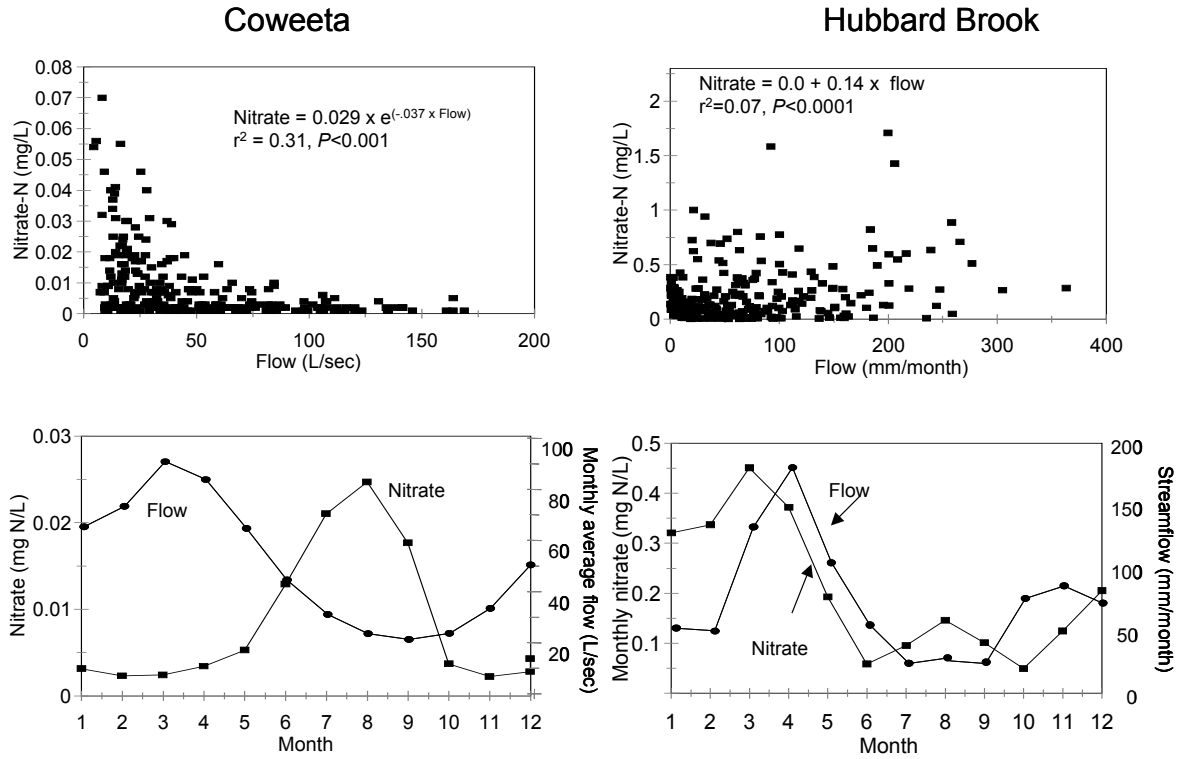 Coweeta
Hubbard Brook
0.08
0.07
0.06
0.05
0.04
0.03
0.02
0.01
0
Nitrate-N (mg/L)
Nitrate = 0.029 x e(-.037 x Flow)
r2 = 0.31, P<0.001
0 50 100 150 200
Flow (L/sec)
2
1.5
1
0.5
0
Nitrate-N (mg/L)
Nitrate = 0.0 + 0.14 x flow
r2=0.07, P<0.0001
0 100 200 300 400
Flow (mm/month)
0.03
0.02
0.01
0
Nitrate (mg N/L)
Flow
Nitrate
100
80
60
40
20
Monthly average flow (L/sec)
1 2 3 4 5 6 7 8 9 10 11 12
Month
0.5
0.4
0.3
0.2
0.1
Monthly nitrate (mg N/L)
Flow
Nitrate
200
150
100
50
0
Streamflow (mm/month)
1 2 3 4 5 6 7 8 9 10 11 12
Month